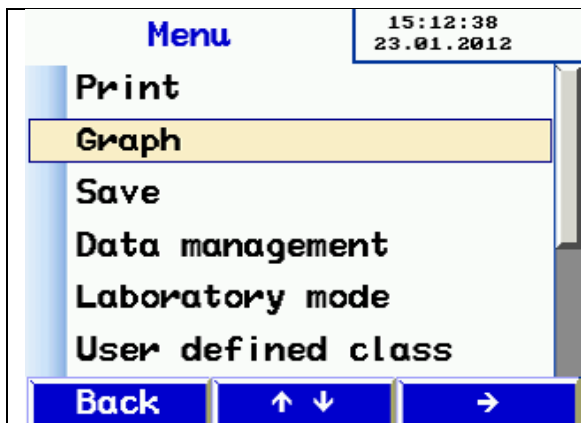 Menu
15:12:38
23.01.2012
Print
Graph
Save
Data management
Laboratory mode
User defined class
Back ↑ ↓ →